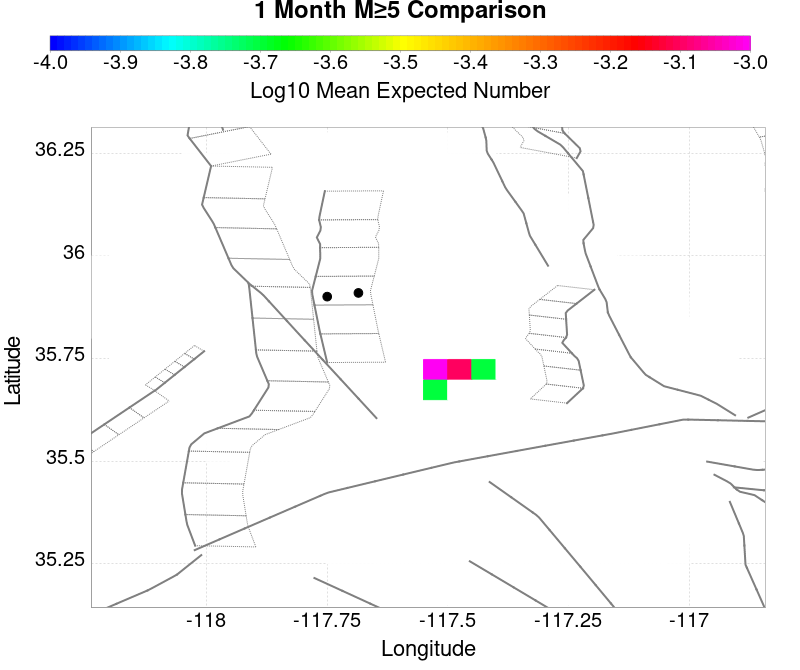 1 Month M≥5 Comparison
-4.0 -3.9 -3.8 -3.7 -3.6 -3.5 -3.4 -3.3 -3.2 -3.1 -3.0
Log10 Mean Expected Number
36.25
36
35.75
35.5
35.25
Latitude
-118 -117.75 -117.5 -117.25 -117
Longitude